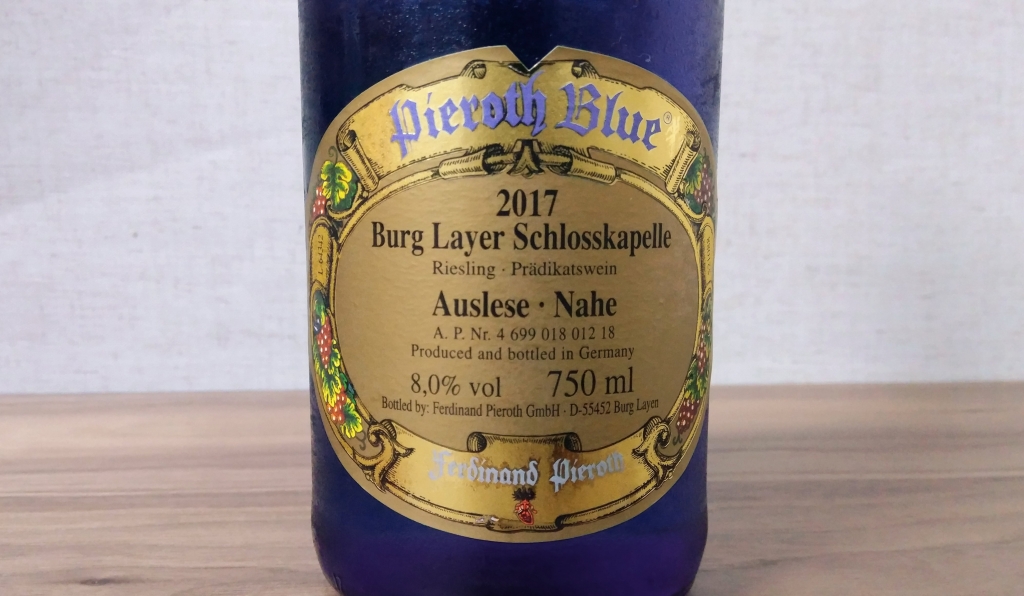 Pieroth Blue®
2017
Burg Layer Schlosskapelle
Riesling · Prädikatswein
Auslese · Nahe
A. P. Nr. 4 699 018 012 18
Produced and bottled in Germany
8,0% vol 750 ml
Bottled by: Ferdinand Pieroth GmbH · D-55452 Burg Layen
Ferdinand Pieroth